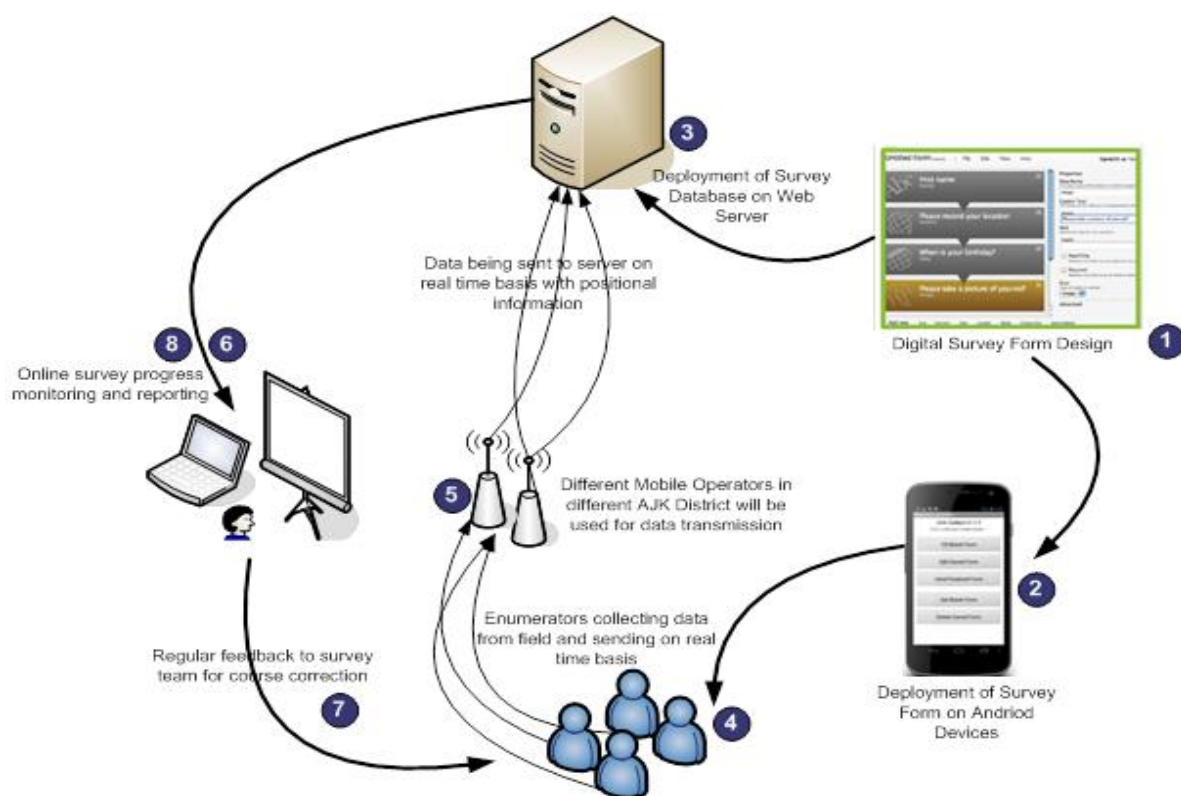 3
Deployment of Survey
Database on Web
Server
Print name
Please record your location
When is your birthday?
Please take a picture of you/int?
Digital Survey Form Design
1
Data being sent to server on
real time basis with positional
information
8
6
Online survey progress
monitoring and reporting
5
Different Mobile Operators in
different AJK District will be
used for data transmission
2
Enumerators collecting data
from field and sending on real
time basis
Regular feedback to survey
team for course correction
7
4
Deployment of Survey
Form on Andriod
Devices